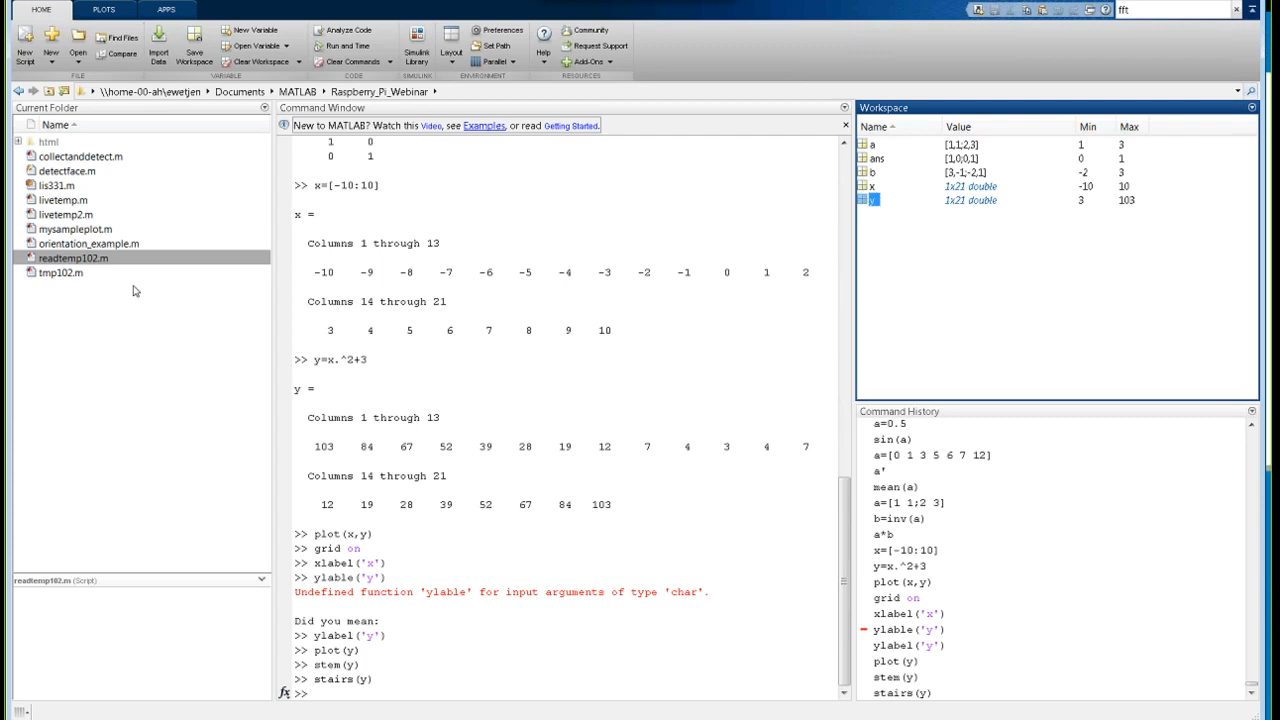 HOME PLOTS APPS fft
New Script
New
Open
Find Files
Compare
Import Data
Save Workspace
New Variable
Open Variable
Clear Workspace
Analyze Code
Run and Time
Clear Commands
Simulink Library
Layout
Preferences
Set Path
Parallel
Help
Community
Request Support
Add-Ons
FILE VARIABLE CODE SIMULINK ENVIRONMENT RESOURCES
\\home-00-ah\ewetjen Documents MATLAB Raspberry_Pi_Webinar
Current Folder
Name
html
collectanddetect.m
detectface.m
lis331.m
livetemp.m
livetemp2.m
mysampleplot.m
orientation_example.m
readtemp102.m
tmp102.m
readtemp102.m (Script)
Command Window
New to MATLAB? Watch this Video, see Examples, or read Getting Started.
1 0
0 1
>> x=[-10:10]
x =
Columns 1 through 13
-10 -9 -8 -7 -6 -5 -4 -3 -2 -1 0 1 2
Columns 14 through 21
3 4 5 6 7 8 9 10
>> y=x.^2+3
y =
Columns 1 through 13
103 84 67 52 39 28 19 12 7 4 3 4 7
Columns 14 through 21
12 19 28 39 52 67 84 103
>> plot(x,y)
>> grid on
>> xlabel('x')
>> ylable('y')
Undefined function 'ylable' for input arguments of type 'char'.
Did you mean:
>> ylabel('y')
>> plot(y)
>> stem(y)
>> stairs(y)
fx >>
Workspace
Name Value Min Max
a [1,1;2,3] 1 3
ans [1,0;0,1] 0 1
b [3,-1;-2,1] -2 3
x 1x21 double -10 10
y 1x21 double 3 103
Command History
a=0.5
sin(a)
a=[0 1 3 5 6 7 12]
a'
mean(a)
a=[1 1;2 3]
b=inv(a)
a*b
x=[-10:10]
y=x.^2+3
plot(x,y)
grid on
xlabel('x')
ylable('y')
ylabel('y')
plot(y)
stem(y)
stairs(y)